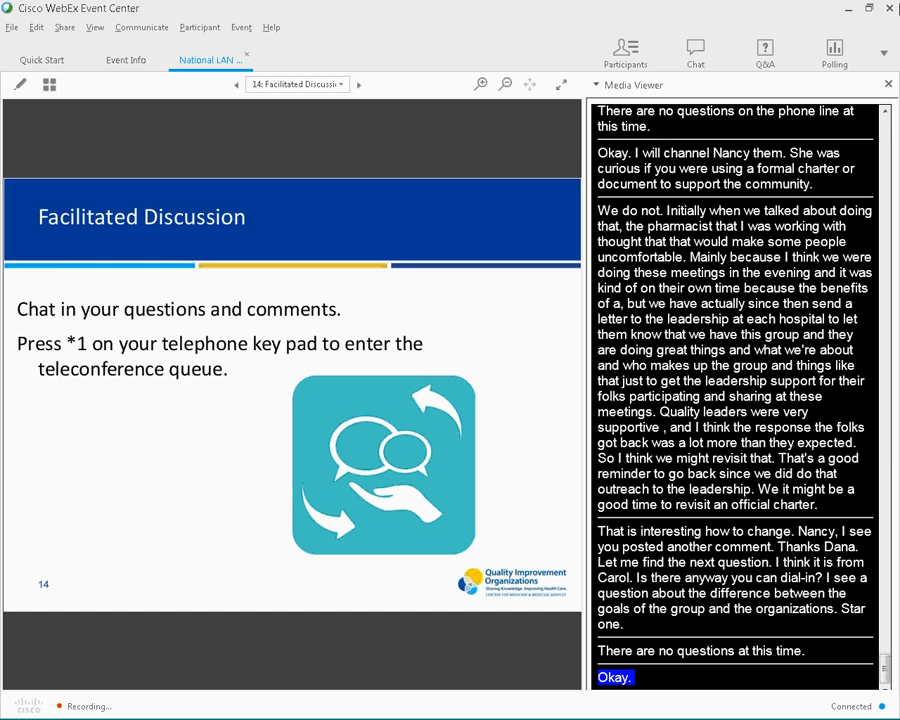 Cisco WebEx Event Center
File Edit Share View Communicate Participant Event Help
Quick Start Event Info National LAN ...
Participants Chat Q&A Polling
14: Facilitated Discussi
Media Viewer
Facilitated Discussion
Chat in your questions and comments.
Press *1 on your telephone key pad to enter the
teleconference queue.
14
Quality Improvement
Organizations
Sharing Knowledge. Improving Health Care.
CENTERS FOR MEDICARE & MEDICAID SERVICES
There are no questions on the phone line at
this time.
Okay. I will channel Nancy them. She was
curious if you were using a formal charter or
document to support the community.
We do not. Initially when we talked about doing
that, the pharmacist that I was working with
thought that that would make some people
uncomfortable. Mainly because I think we were
doing these meetings in the evening and it was
kind of on their own time because the benefits
of a, but we have actually since then send a
letter to the leadership at each hospital to let
them know that we have this group and they
are doing great things and what we're about
and who makes up the group and things like
that just to get the leadership support for their
folks participating and sharing at these
meetings. Quality leaders were very
supportive , and I think the response the folks
got back was a lot more than they expected.
So I think we might revisit that. That's a good
reminder to go back since we did do that
outreach to the leadership. We it might be a
good time to revisit an official charter.
That is interesting how to change. Nancy, I see
you posted another comment. Thanks Dana.
Let me find the next question. I think it is from
Carol. Is there anyway you can dial-in? I see a
question about the difference between the
goals of the group and the organizations. Star
one.
There are no questions at this time.
Okay.
CISCO
Recording...
Connected